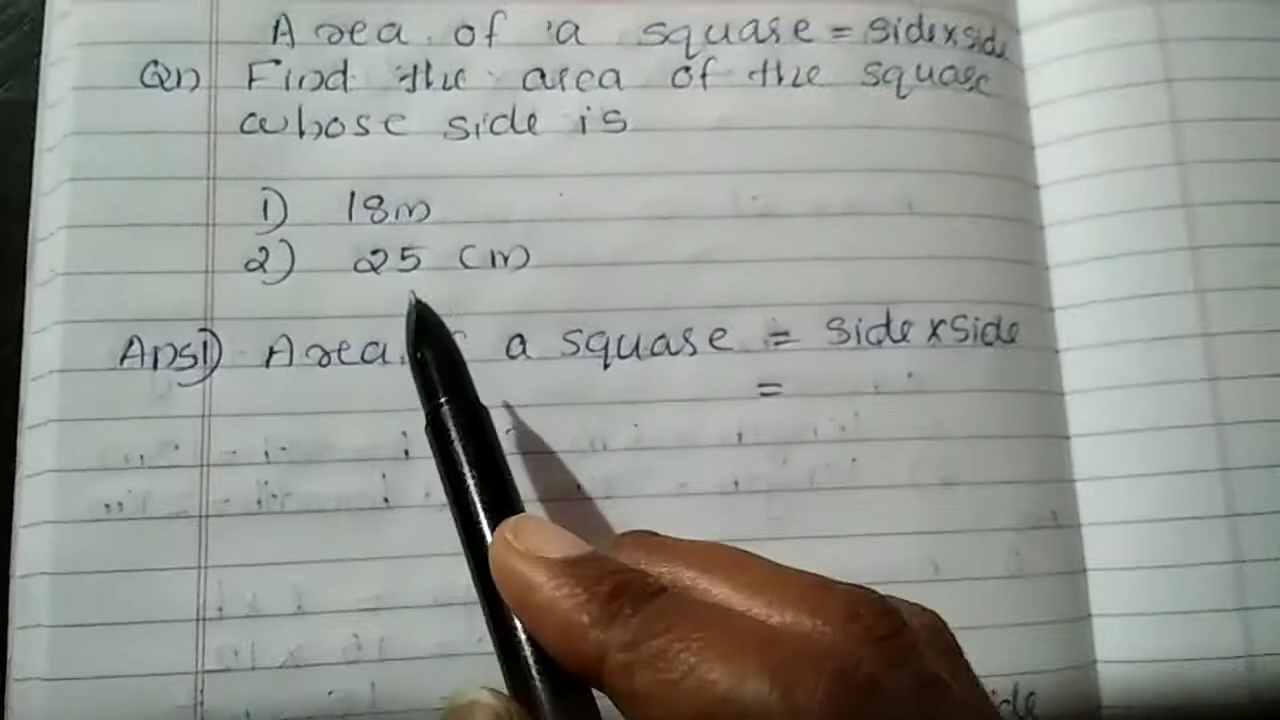 Area of a square = side x side
Qn) Find the area of the square
whose side is
1) 18m
2) 25 cm
Ans1) Area a square = side x side
=